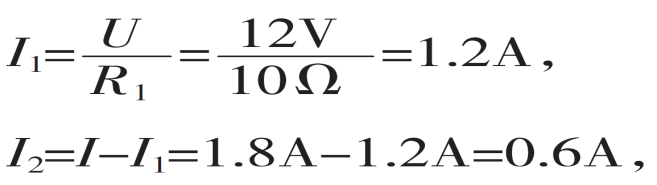 I₁=U/R₁=12V/10Ω=1.2A,
I₂=I−I₁=1.8A−1.2A=0.6A,